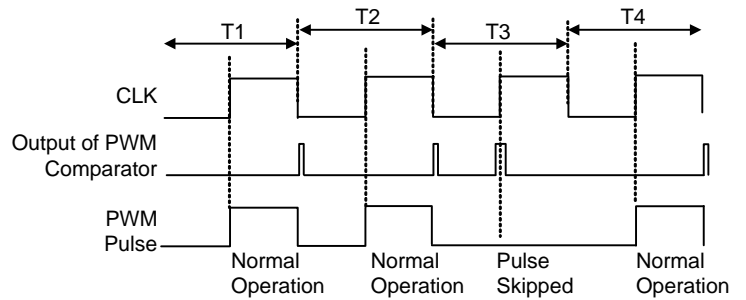 T1
T2
T3
T4
CLK
Output of PWM
Comparator
PWM
Pulse
Normal
Operation
Normal
Operation
Pulse
Skipped
Normal
Operation